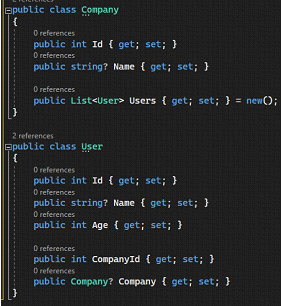 2 references
public class Company
{
0 references
public int Id { get; set; }
0 references
public string? Name { get; set; }
0 references
public List<User> Users { get; set; } = new();
}
2 references
public class User
{
0 references
public int Id { get; set; }
0 references
public string? Name { get; set; }
0 references
public int Age { get; set; }
0 references
public int CompanyId { get; set; }
0 references
public Company? Company { get; set; }
}